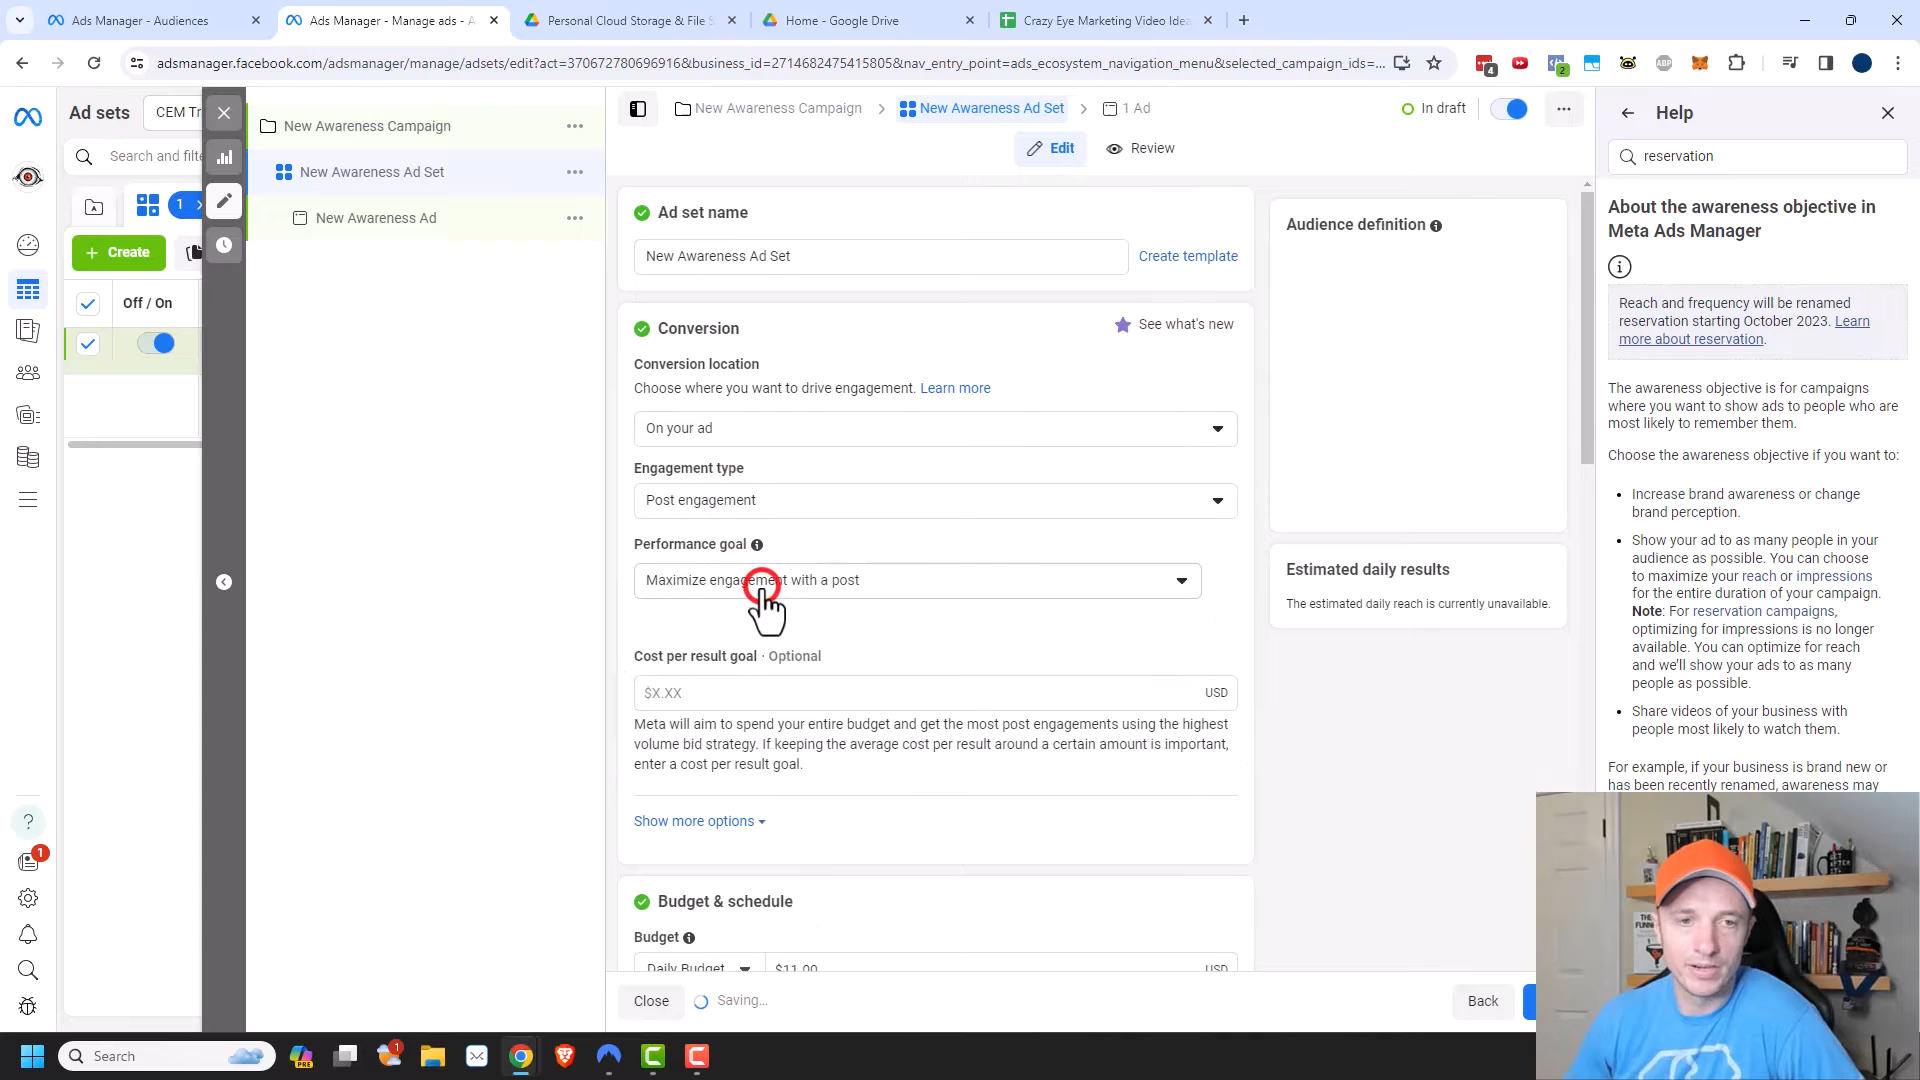 Ads Manager - Audiences
Ads Manager - Manage ads - A
Personal Cloud Storage & File S
Home - Google Drive
Crazy Eye Marketing Video Idea
adsmanager.facebook.com/adsmanager/manage/adsets/edit?act=3706727806969168&business_id=2714682475415805&nav_entry_point=ads_ecosystem_navigation_menu&selected_campaign_ids=...
4
2
ABP
Ad sets
CEM Tr
Search and filte
1
Create
Off / On
New Awareness Campaign
New Awareness Ad Set
New Awareness Ad
New Awareness Campaign
New Awareness Ad Set
1 Ad
In draft
Edit
Review
Ad set name
New Awareness Ad Set
Create template
Conversion
See what's new
Conversion location
Choose where you want to drive engagement. Learn more
On your ad
Engagement type
Post engagement
Performance goal
Maximize engagement with a post
Cost per result goal · Optional
$X.XX
USD
Meta will aim to spend your entire budget and get the most post engagements using the highest
volume bid strategy. If keeping the average cost per result around a certain amount is important,
enter a cost per result goal.
Show more options
Budget & schedule
Budget
Daily Budget
$11.00
USD
Close
Saving...
Back
Audience definition
Estimated daily results
The estimated daily reach is currently unavailable.
Help
reservation
About the awareness objective in
Meta Ads Manager
Reach and frequency will be renamed
reservation starting October 2023. Learn
more about reservation.
The awareness objective is for campaigns
where you want to show ads to people who are
most likely to remember them.
Choose the awareness objective if you want to:
• Increase brand awareness or change
brand perception.
• Show your ad to as many people in your
audience as possible. You can choose
to maximize your reach or impressions
for the entire duration of your campaign.
Note: For reservation campaigns,
optimizing for impressions is no longer
available. You can optimize for reach
and we'll show your ads to as many
people as possible.
• Share videos of your business with
people most likely to watch them.
For example, if your business is brand new or
has been recently renamed, awareness may
1
Search
PRE
1